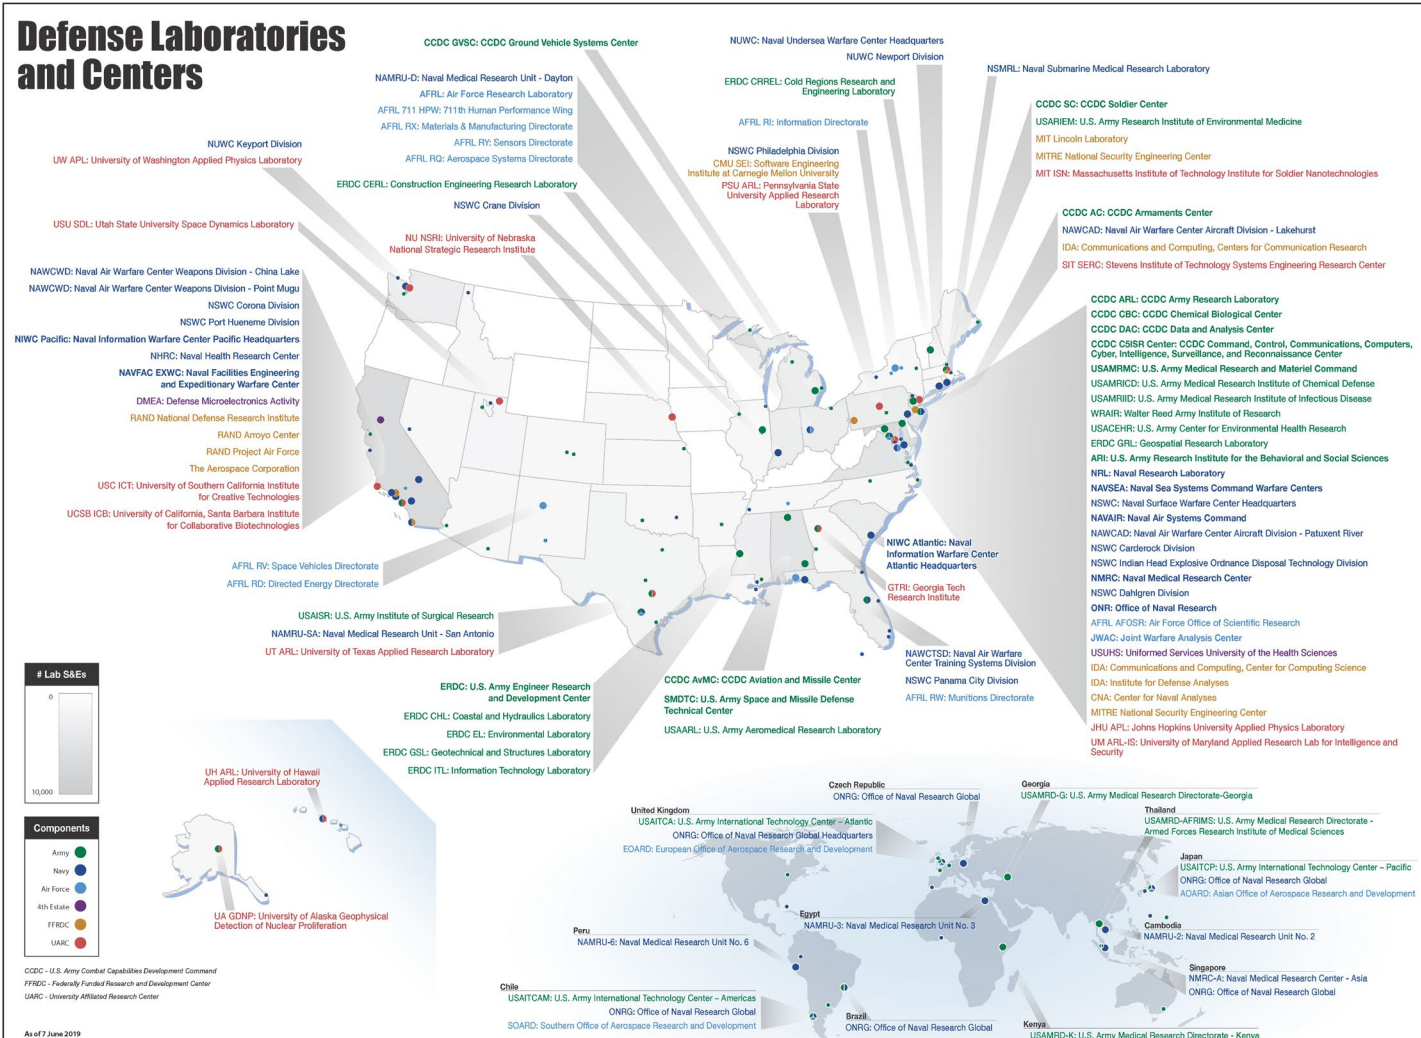 Defense Laboratories
and Centers
CCDC GVSC: CCDC Ground Vehicle Systems Center
NAMRU-D: Naval Medical Research Unit - Dayton
AFRL: Air Force Research Laboratory
AFRL 711 HPW: 711th Human Performance Wing
AFRL RX: Materials & Manufacturing Directorate
AFRL RY: Sensors Directorate
AFRL RQ: Aerospace Systems Directorate
ERDC CERL: Construction Engineering Research Laboratory
NSWC Crane Division
NU NSRI: University of Nebraska
National Strategic Research Institute
NUWC Keyport Division
UW APL: University of Washington Applied Physics Laboratory
USU SDL: Utah State University Space Dynamics Laboratory
NAWCWD: Naval Air Warfare Center Weapons Division - China Lake
NAWCWD: Naval Air Warfare Center Weapons Division - Point Mugu
NSWC Corona Division
NSWC Port Hueneme Division
NIWC Pacific: Naval Information Warfare Center Pacific Headquarters
NHRC: Naval Health Research Center
NAVFAC EXWC: Naval Facilities Engineering
and Expeditionary Warfare Center
DMEA: Defense Microelectronics Activity
RAND National Defense Research Institute
RAND Arroyo Center
RAND Project Air Force
The Aerospace Corporation
USC ICT: University of Southern California Institute
for Creative Technologies
UCSB ICB: University of California, Santa Barbara Institute
for Collaborative Biotechnologies
AFRL RV: Space Vehicles Directorate
AFRL RD: Directed Energy Directorate
USAISR: U.S. Army Institute of Surgical Research
NAMRU-SA: Naval Medical Research Unit - San Antonio
UT ARL: University of Texas Applied Research Laboratory
ERDC: U.S. Army Engineer Research
and Development Center
ERDC CHL: Coastal and Hydraulics Laboratory
ERDC EL: Environmental Laboratory
ERDC GSL: Geotechnical and Structures Laboratory
ERDC ITL: Information Technology Laboratory
CCDC AvMC: CCDC Aviation and Missile Center
SMDTC: U.S. Army Space and Missile Defense
Technical Center
USAARL: U.S. Army Aeromedical Research Laboratory
NAWCTSD: Naval Air Warfare
Center Training Systems Division
NSWC Panama City Division
AFRL RW: Munitions Directorate
NIWC Atlantic: Naval
Information Warfare Center
Atlantic Headquarters
GTRI: Georgia Tech
Research Institute
NUWC: Naval Undersea Warfare Center Headquarters
NUWC Newport Division
ERDC CRREL: Cold Regions Research and
Engineering Laboratory
AFRL RI: Information Directorate
NSWC Philadelphia Division
CMU SEI: Software Engineering
Institute at Carnegie Mellon University
PSU ARL: Pennsylvania State
University Applied Research
Laboratory
NSMRL: Naval Submarine Medical Research Laboratory
CCDC SC: CCDC Soldier Center
USARIEM: U.S. Army Research Institute of Environmental Medicine
MIT Lincoln Laboratory
MITRE National Security Engineering Center
MIT ISN: Massachusetts Institute of Technology Institute for Soldier Nanotechnologies
CCDC AC: CCDC Armaments Center
NAWCAD: Naval Air Warfare Center Aircraft Division - Lakehurst
IDA: Communications and Computing, Centers for Communication Research
SIT SERC: Stevens Institute of Technology Systems Engineering Research Center
CCDC ARL: CCDC Army Research Laboratory
CCDC CBC: CCDC Chemical Biological Center
CCDC DAC: CCDC Data and Analysis Center
CCDC C5ISR Center: CCDC Command, Control, Communications, Computers,
Cyber, Intelligence, Surveillance, and Reconnaissance Center
USAMRMC: U.S. Army Medical Research and Materiel Command
USAMRICD: U.S. Army Medical Research Institute of Chemical Defense
USAMRIID: U.S. Army Medical Research Institute of Infectious Disease
WRAIR: Walter Reed Army Institute of Research
USACEHR: U.S. Army Center for Environmental Health Research
ERDC GRL: Geospatial Research Laboratory
ARI: U.S. Army Research Institute for the Behavioral and Social Sciences
NRL: Naval Research Laboratory
NAVSEA: Naval Sea Systems Command Warfare Centers
NSWC: Naval Surface Warfare Center Headquarters
NAVAIR: Naval Air Systems Command
NAWCAD: Naval Air Warfare Center Aircraft Division - Patuxent River
NSWC Carderock Division
NSWC Indian Head Explosive Ordnance Disposal Technology Division
NMRC: Naval Medical Research Center
NSWC Dahlgren Division
ONR: Office of Naval Research
AFRL AFOSR: Air Force Office of Scientific Research
JWAC: Joint Warfare Analysis Center
USUHS: Uniformed Services University of the Health Sciences
IDA: Communications and Computing, Center for Computing Science
IDA: Institute for Defense Analyses
CNA: Center for Naval Analyses
MITRE National Security Engineering Center
JHU APL: Johns Hopkins University Applied Physics Laboratory
UM ARL-IS: University of Maryland Applied Research Lab for Intelligence and
Security
# Lab S&Es
0
10,000
Components
Army
Navy
Air Force
4th Estate
FFRDC
UARC
CCDC - U.S. Army Combat Capabilities Development Command
FFRDC - Federally Funded Research and Development Center
UARC - University Affiliated Research Center
As of 7 June 2019
UH ARL: University of Hawaii
Applied Research Laboratory
UA GDNP: University of Alaska Geophysical
Detection of Nuclear Proliferation
United Kingdom
USAITCA: U.S. Army International Technology Center – Atlantic
ONRG: Office of Naval Research Global Headquarters
EOARD: European Office of Aerospace Research and Development
Czech Republic
ONRG: Office of Naval Research Global
Georgia
USAMRD-G: U.S. Army Medical Research Directorate-Georgia
Thailand
USAMRD-AFRIMS: U.S. Army Medical Research Directorate -
Armed Forces Research Institute of Medical Sciences
Japan
USAITCP: U.S. Army International Technology Center – Pacific
ONRG: Office of Naval Research Global
AOARD: Asian Office of Aerospace Research and Development
Egypt
NAMRU-3: Naval Medical Research Unit No. 3
Cambodia
NAMRU-2: Naval Medical Research Unit No. 2
Peru
NAMRU-6: Naval Medical Research Unit No. 6
Singapore
NMRC-A: Naval Medical Research Center - Asia
ONRG: Office of Naval Research Global
Chile
USAITCAM: U.S. Army International Technology Center – Americas
ONRG: Office of Naval Research Global
SOARD: Southern Office of Aerospace Research and Development
Brazil
ONRG: Office of Naval Research Global
Kenya
USAMRD-K: U.S. Army Medical Research Directorate - Kenya